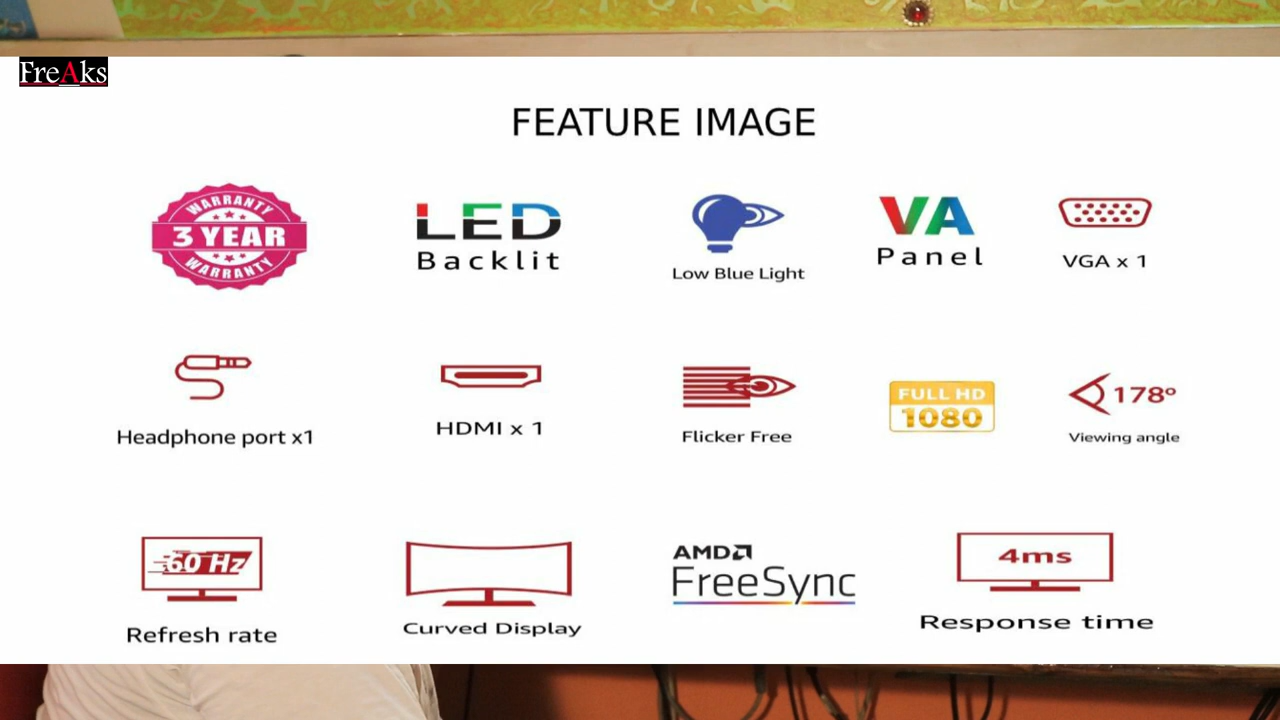 FreAks
FEATURE IMAGE
WARRANTY
3 YEAR
WARRANTY
LED
Backlit
Low Blue Light
VA
Panel
VGA x 1
Headphone port x1
HDMI x 1
Flicker Free
FULL HD
1080
178º
Viewing angle
60 Hz
Refresh rate
Curved Display
AMD
FreeSync
4ms
Response time